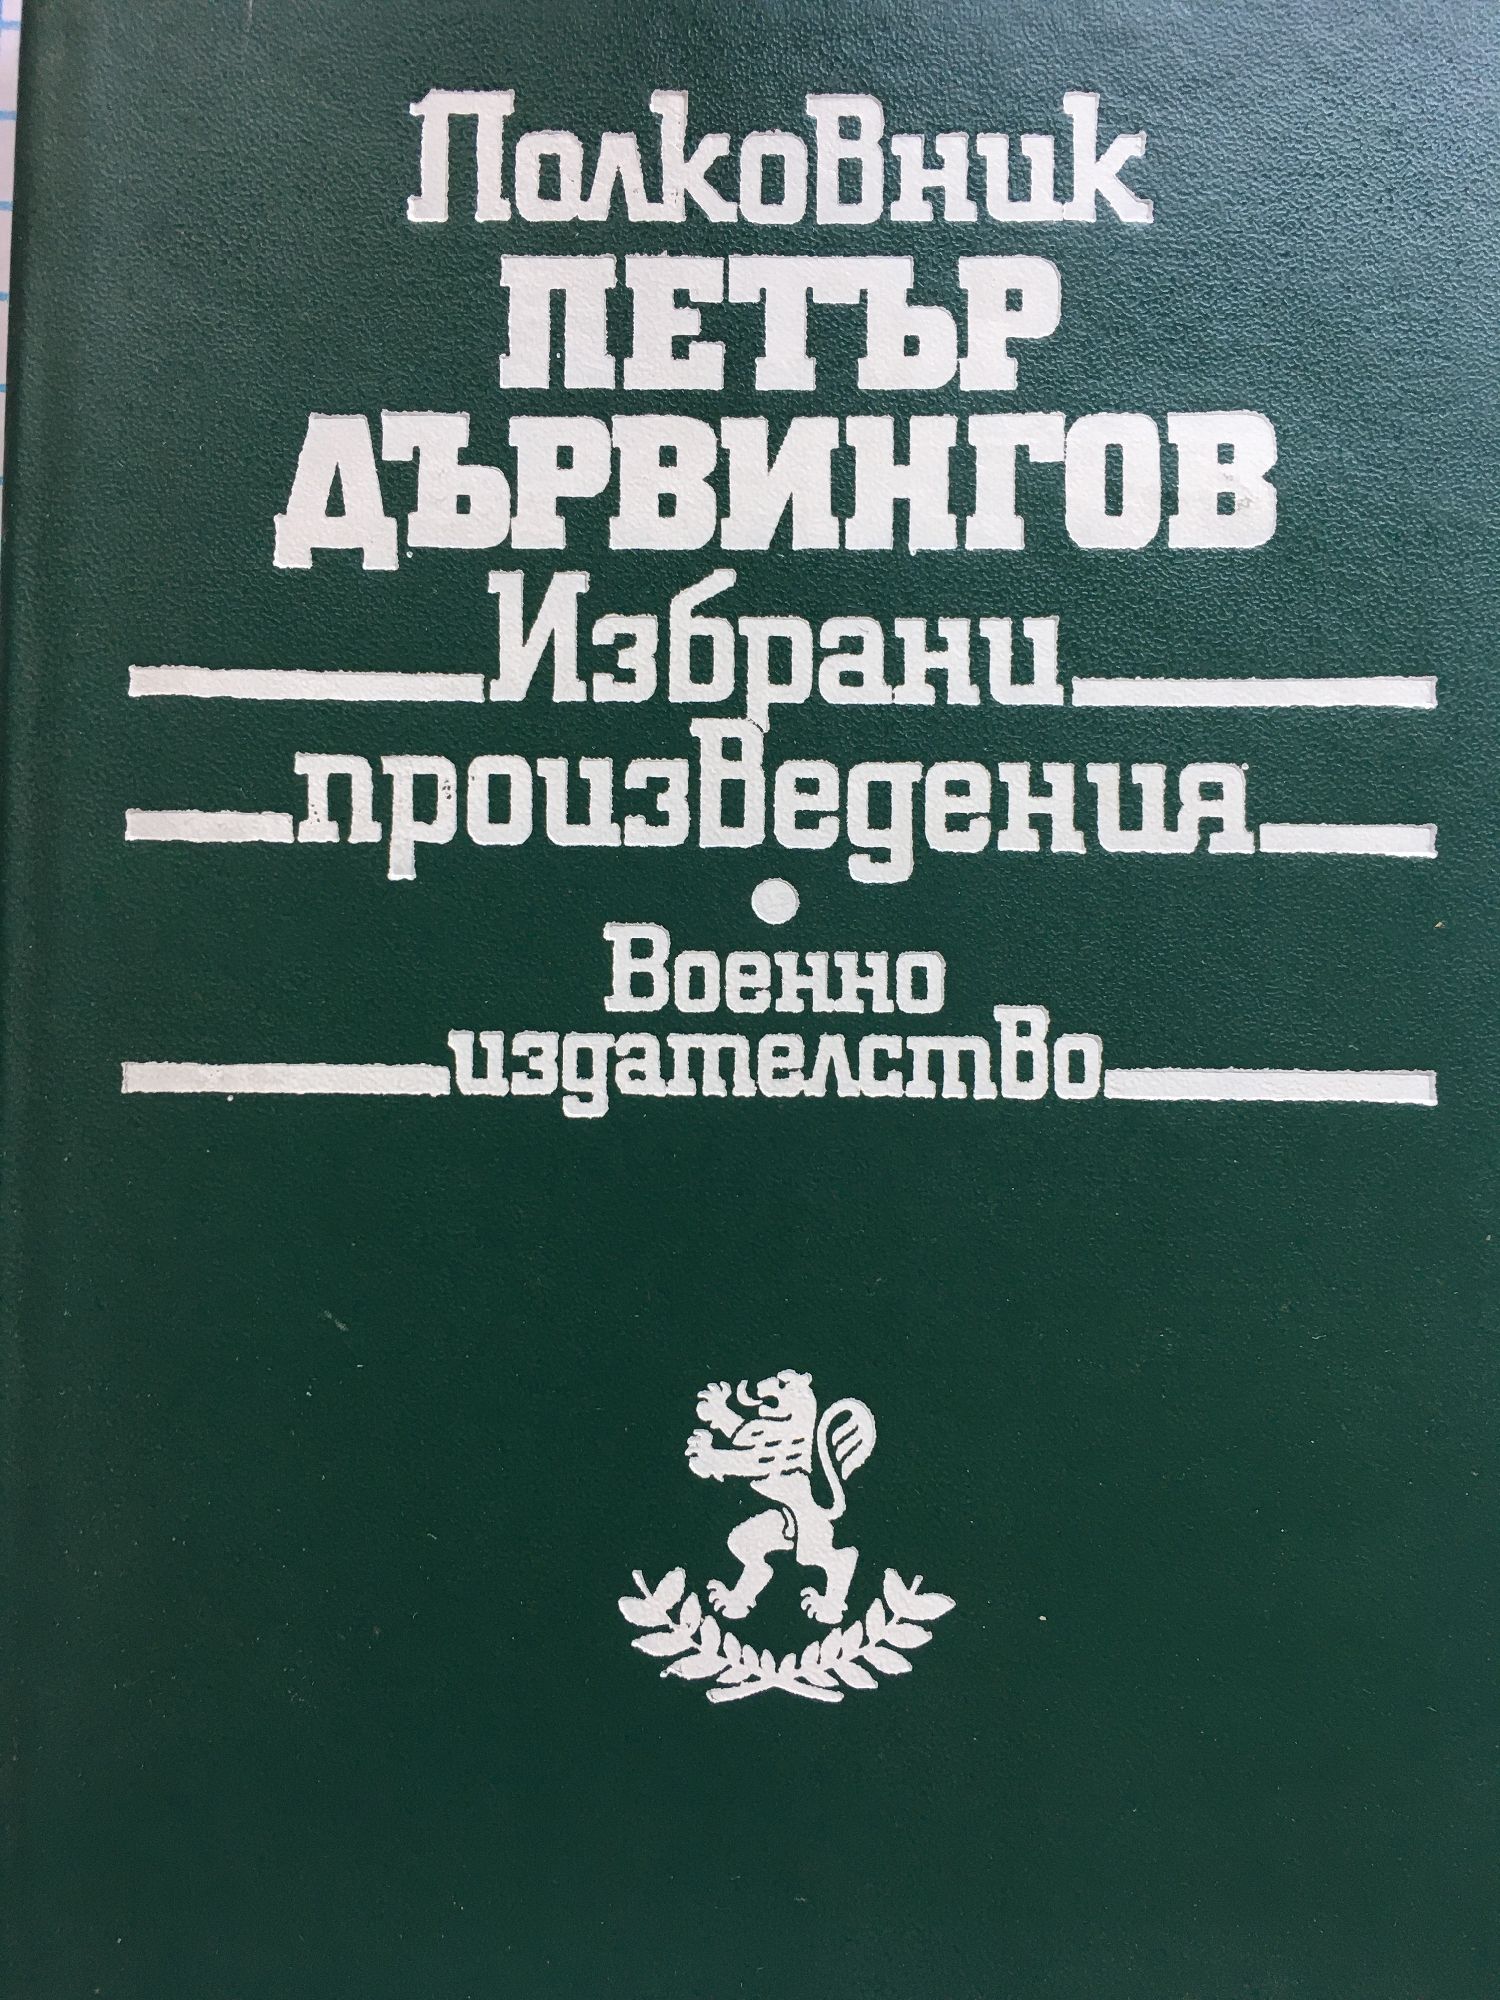 Полковник
ПЕТЪР
ДЪРВИНГОВ
Избрани
произведения
Военно
издателство